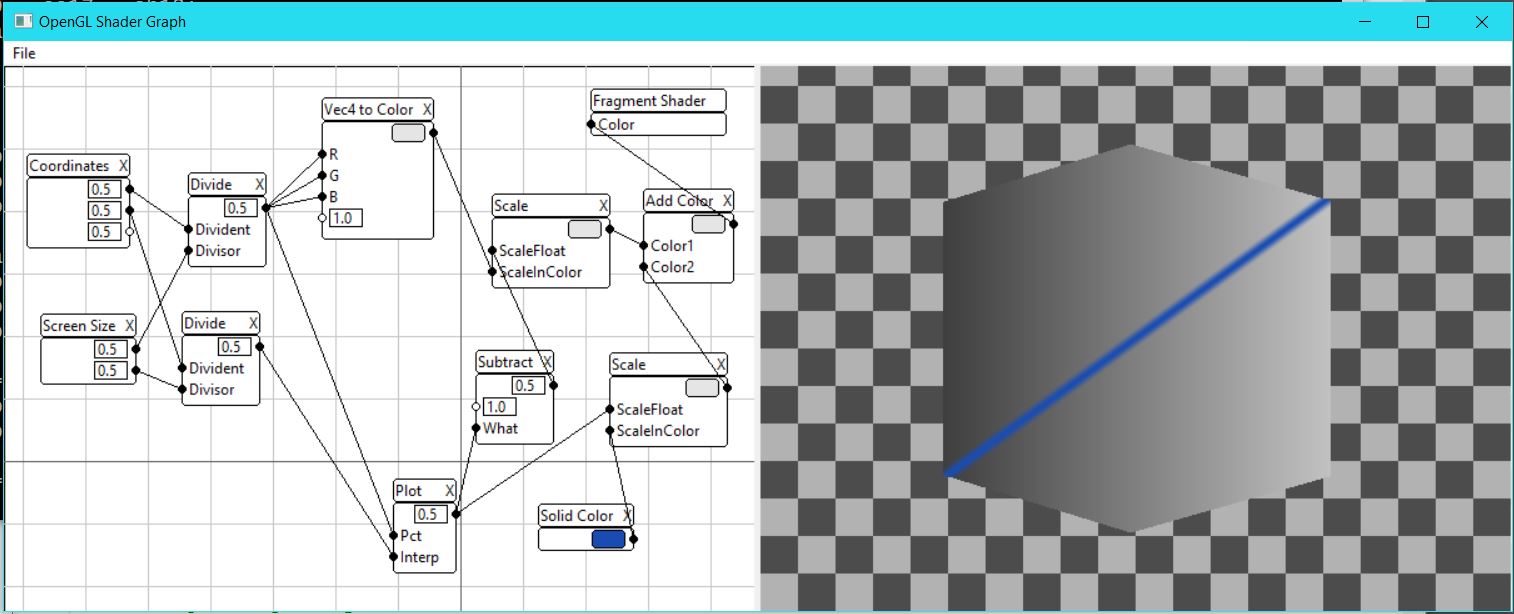 OpenGL Shader Graph
File
Vec4 to Color X
R
G
B
1.0
Fragment Shader
Color
Coordinates X
0.5
0.5
0.5
Divide X
0.5
Divident
Divisor
Scale X
ScaleFloat
ScaleInColor
Add Color X
Color1
Color2
Screen Size X
0.5
0.5
Divide X
0.5
Divident
Divisor
Subtract X
0.5
1.0
What
Scale X
ScaleFloat
ScaleInColor
Plot X
0.5
Pct
Interp
Solid Color X